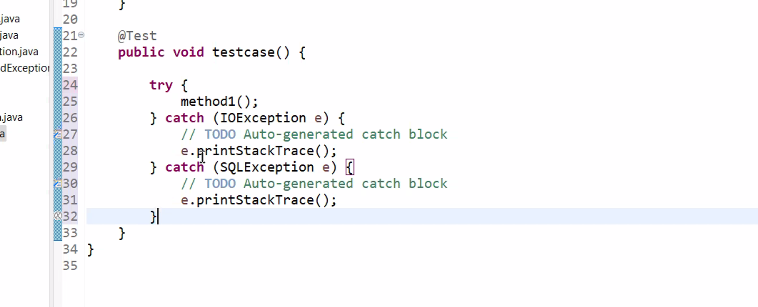 .java
java
tion.java
dException
n.java
a
19 }
20
21 @Test
22 public void testcase() {
23
24 try {
25 method1();
26 } catch (IOException e) {
27 // TODO Auto-generated catch block
28 e.printStackTrace();
29 } catch (SQLException e) {
30 // TODO Auto-generated catch block
31 e.printStackTrace();
32 }
33 }
34 }
35